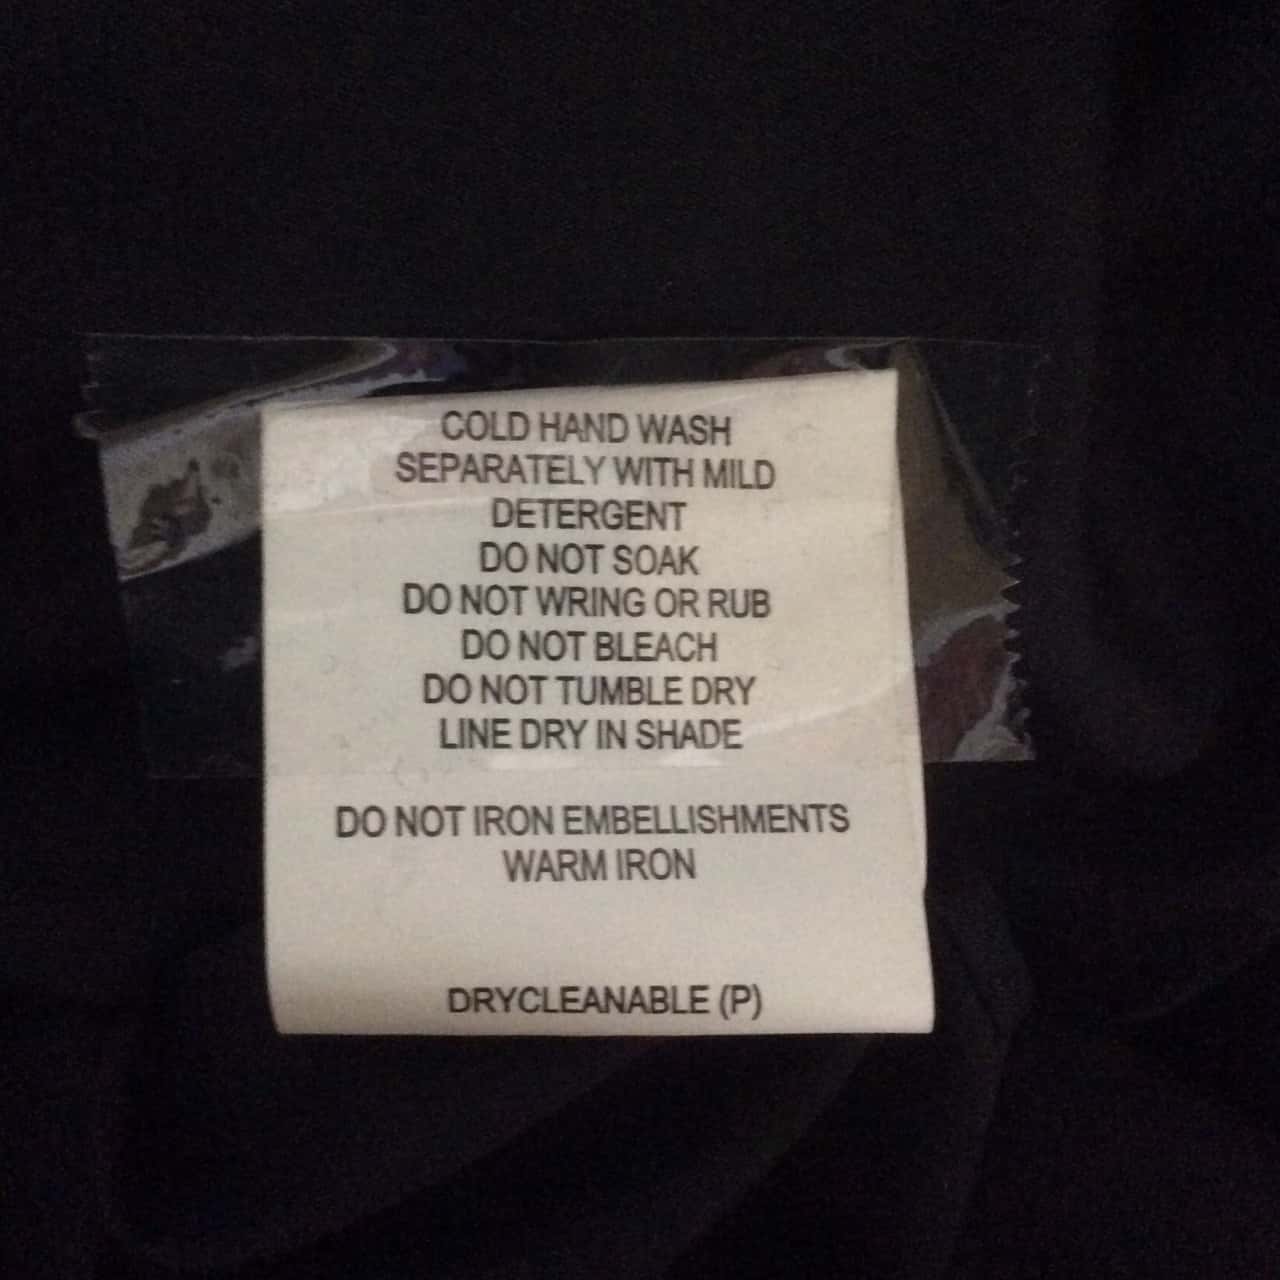 COLD HAND WASH
SEPARATELY WITH MILD
DETERGENT
DO NOT SOAK
DO NOT WRING OR RUB
DO NOT BLEACH
DO NOT TUMBLE DRY
LINE DRY IN SHADE
DO NOT IRON EMBELLISHMENTS
WARM IRON
DRYCLEANABLE (P)